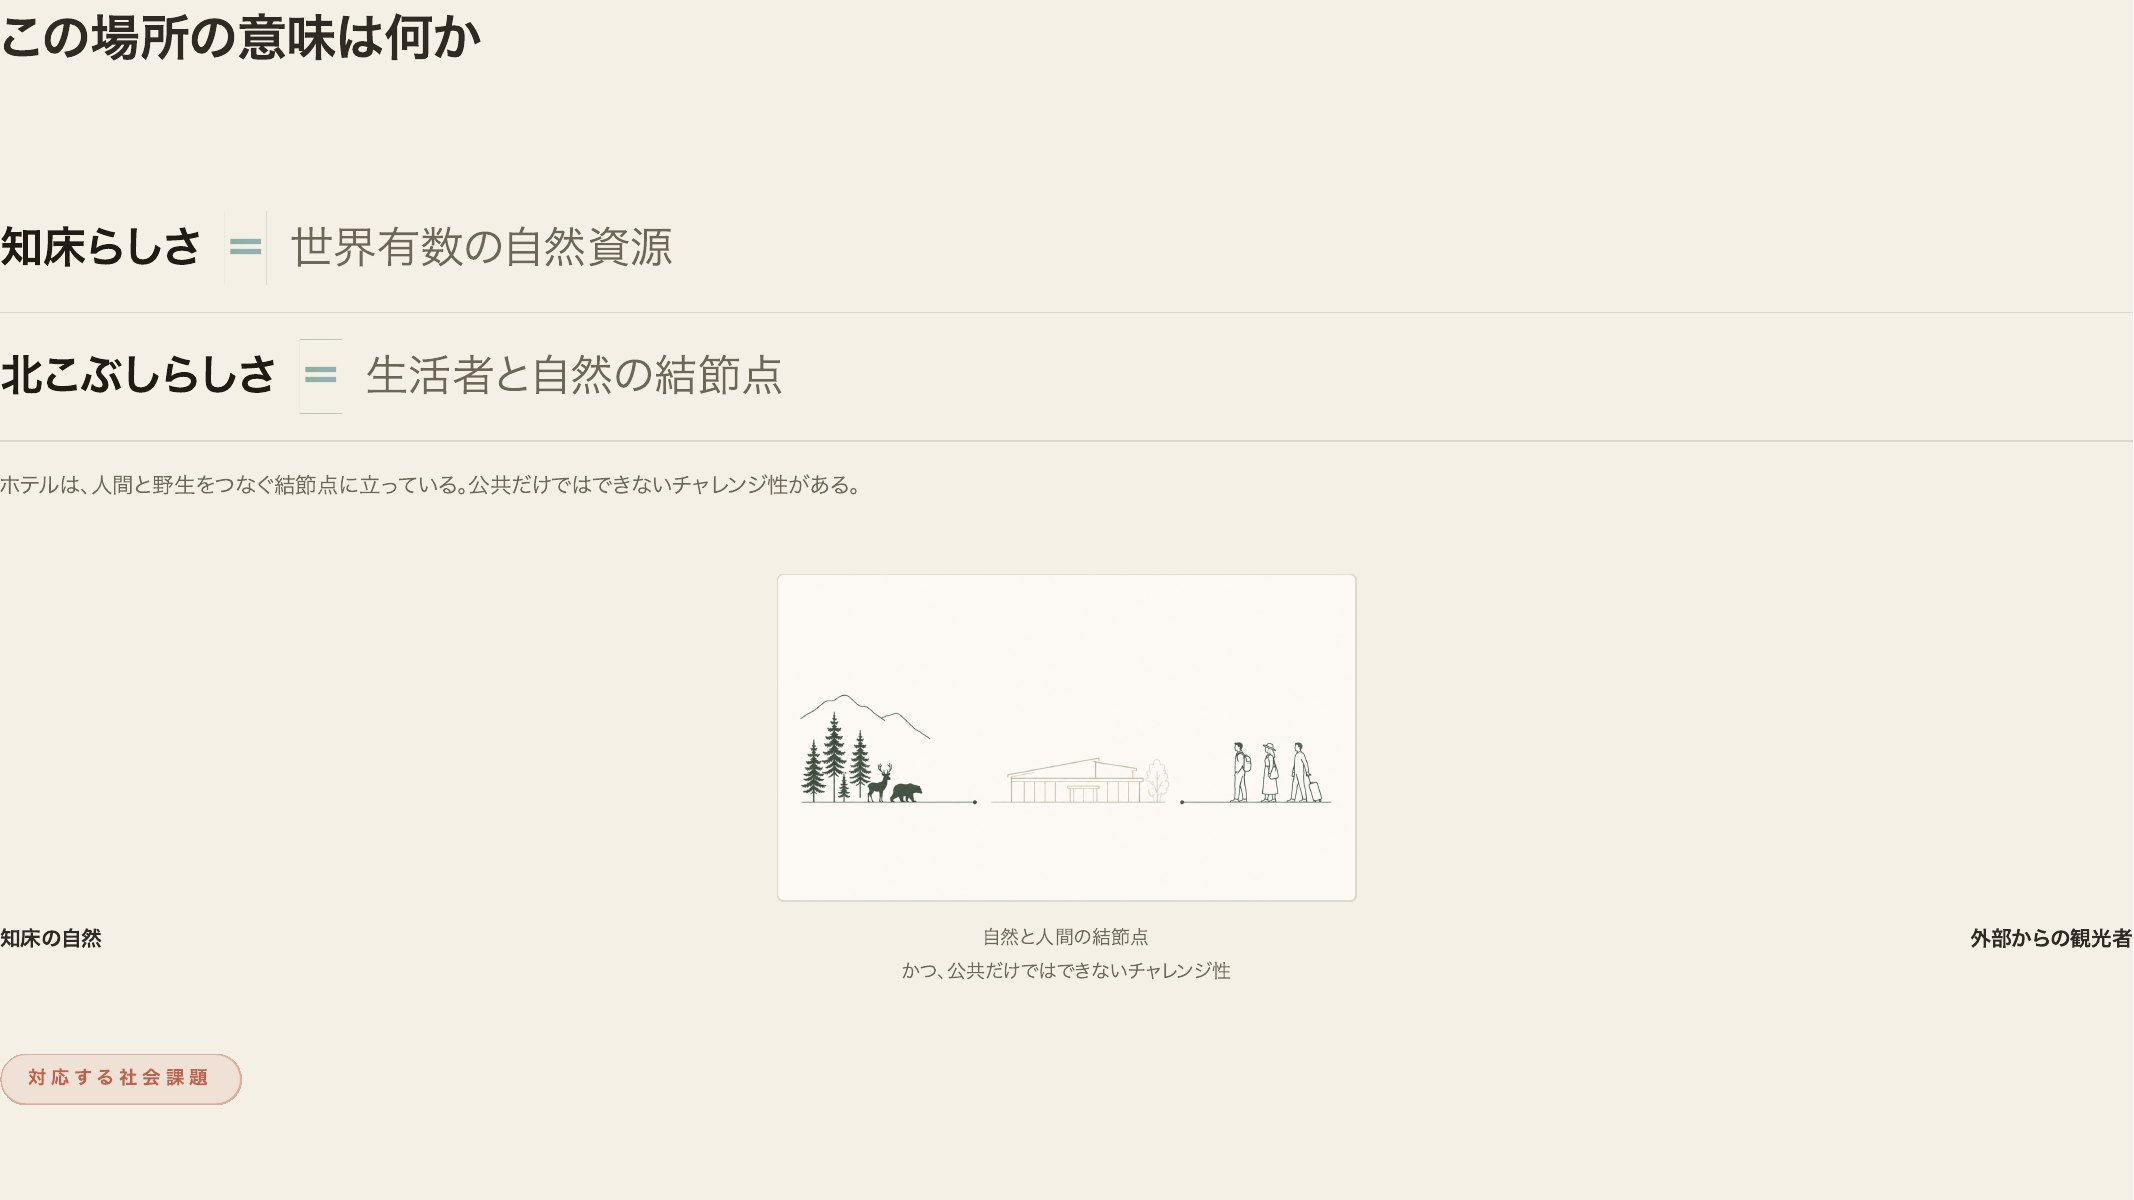 この場所の意味は何か
知床らしさ = 世界有数の自然資源
北こぶしらしさ = 生活者と自然の結節点
ホテルは、人間と野生をつなぐ結節点に立っている。公共だけではできないチャレンジ性がある。
知床の自然
自然と人間の結節点
かつ、公共だけではできないチャレンジ性
外部からの観光者
対応する社会課題